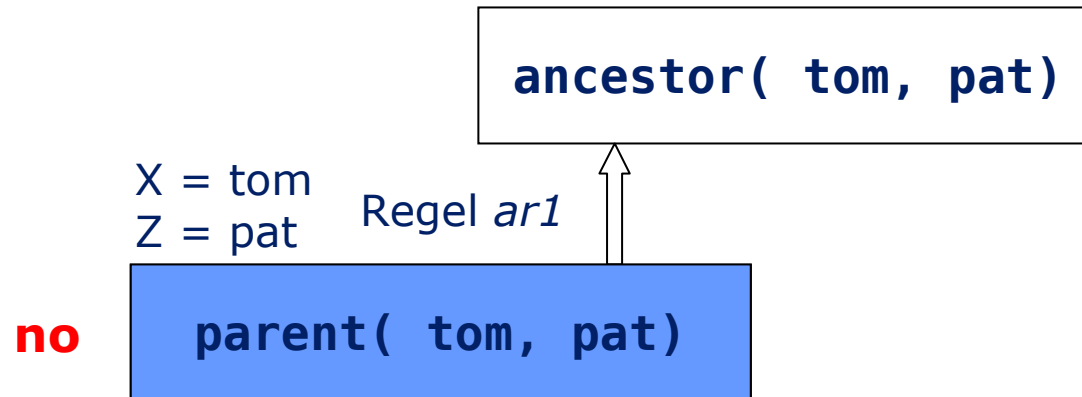 ancestor( tom, pat)
X = tom
Z = pat
Regel ar1
no
parent( tom, pat)